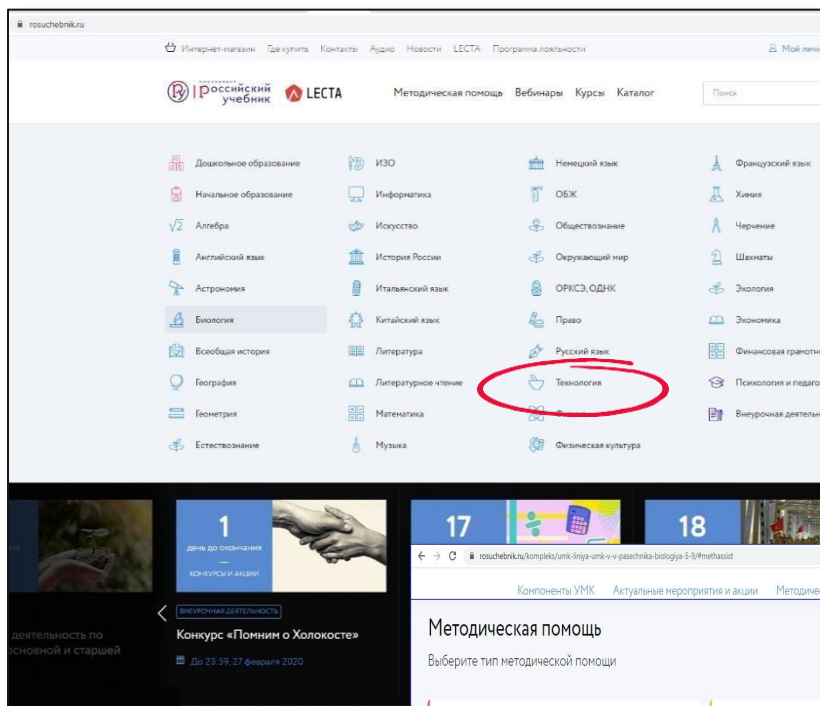 rosuchebnik.ru
Интернет-магазин Где купить Контакты Аудио Новости LECTA Программа лояльности Мой личн
российский учебник LECTA Методическая помощь Вебинары Курсы Каталог Поиск
Дошкольное образование ИЗО Немецкий язык Французский язык
Начальное образование Информатика ОБЖ Химия
Алгебра Искусство Обществознание Черчение
Английский язык История России Окружающий мир Шахматы
Астрономия Итальянский язык ОРКСЭ, ОДНК Экология
Биология Китайский язык Право Экономика
Всеобщая история Литература Русский язык Финансовая грамотн
География Литературное чтение Технология Психология и педаго
Геометрия Математика Внеурочная деятельн
Естествознание Музыка Физическая культура
1
день до окончания
КОНКУРСЫ И АКЦИИ
17
18
ВНЕУРОЧНАЯ ДЕЯТЕЛЬНОСТЬ
Конкурс «Помним о Холокосте»
До 23:59, 27 февраля 2020
деятельность по
основной и старшей
rosuchebnik.ru/kompleks/umk-liniya-umk-v-v-pasechnika-biologiya-5-9/#methassist
Компоненты УМК Актуальные мероприятия и акции Методиче
Методическая помощь
Выберите тип методической помощи